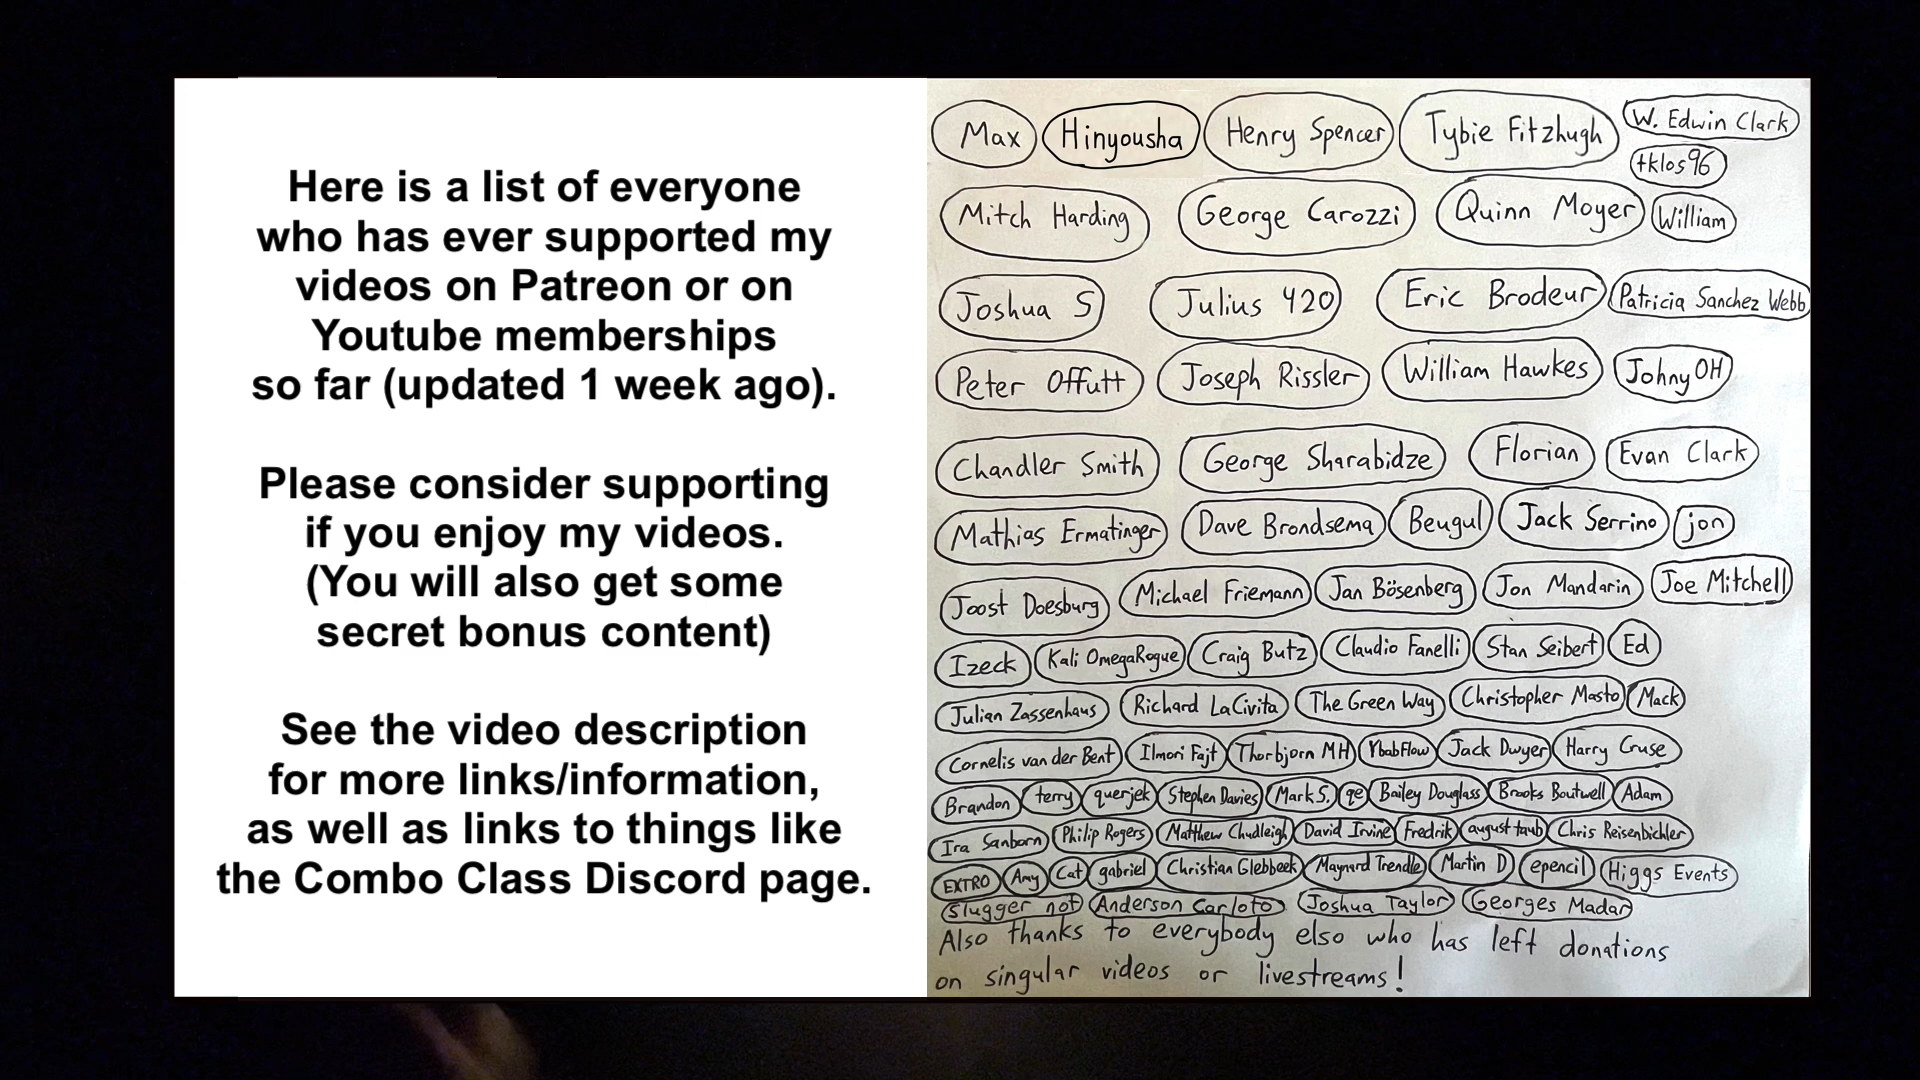 Here is a list of everyone
who has ever supported my
videos on Patreon or on
Youtube memberships
so far (updated 1 week ago).
Please consider supporting
if you enjoy my videos.
(You will also get some
secret bonus content)
See the video description
for more links/information,
as well as links to things like
the Combo Class Discord page.
Max Hinyousha Henry Spencer Tybie Fitzhugh W. Edwin Clark
tklos96
Mitch Harding George Carozzi Quinn Moyer William
Joshua S Julius 420 Eric Brodeur Patricia Sanchez Webb
Peter Offutt Joseph Rissler William Hawkes Johny OH
Chandler Smith George Sharabidze Florian Evan Clark
Mathias Ermatinger Dave Brondsema Beugul Jack Serrino jon
Joost Doesburg Michael Friemann Jan Bösenberg Jon Mandarin Joe Mitchell
Izeck Kali OmegaRogue Craig Butz Claudio Fanelli Stan Seibert Ed
Julian Zassenhaus Richard LaCivita The Green Way Christopher Masto Mack
Cornelis van der Bent Ilmori Fajt Thorbjorn MH YbabFlow Jack Dwyer Harry Cruse
Brandon terry querjek Stephen Davies Mark S. qe Bailey Douglass Brooks Boutwell Adam
Ira Sanborn Philip Rogers Matthew Chudleigh David Irvine Fredrik august taub Chris Reisenbichler
EXTRO Amy Cat gabriel Christian Glebbeek Maynard Trendle Martin D epencil Higgs Events
slugger not Anderson Carloto Joshua Taylor Georges Madar
Also thanks to everybody elso who has left donations
on singular videos or livestreams!